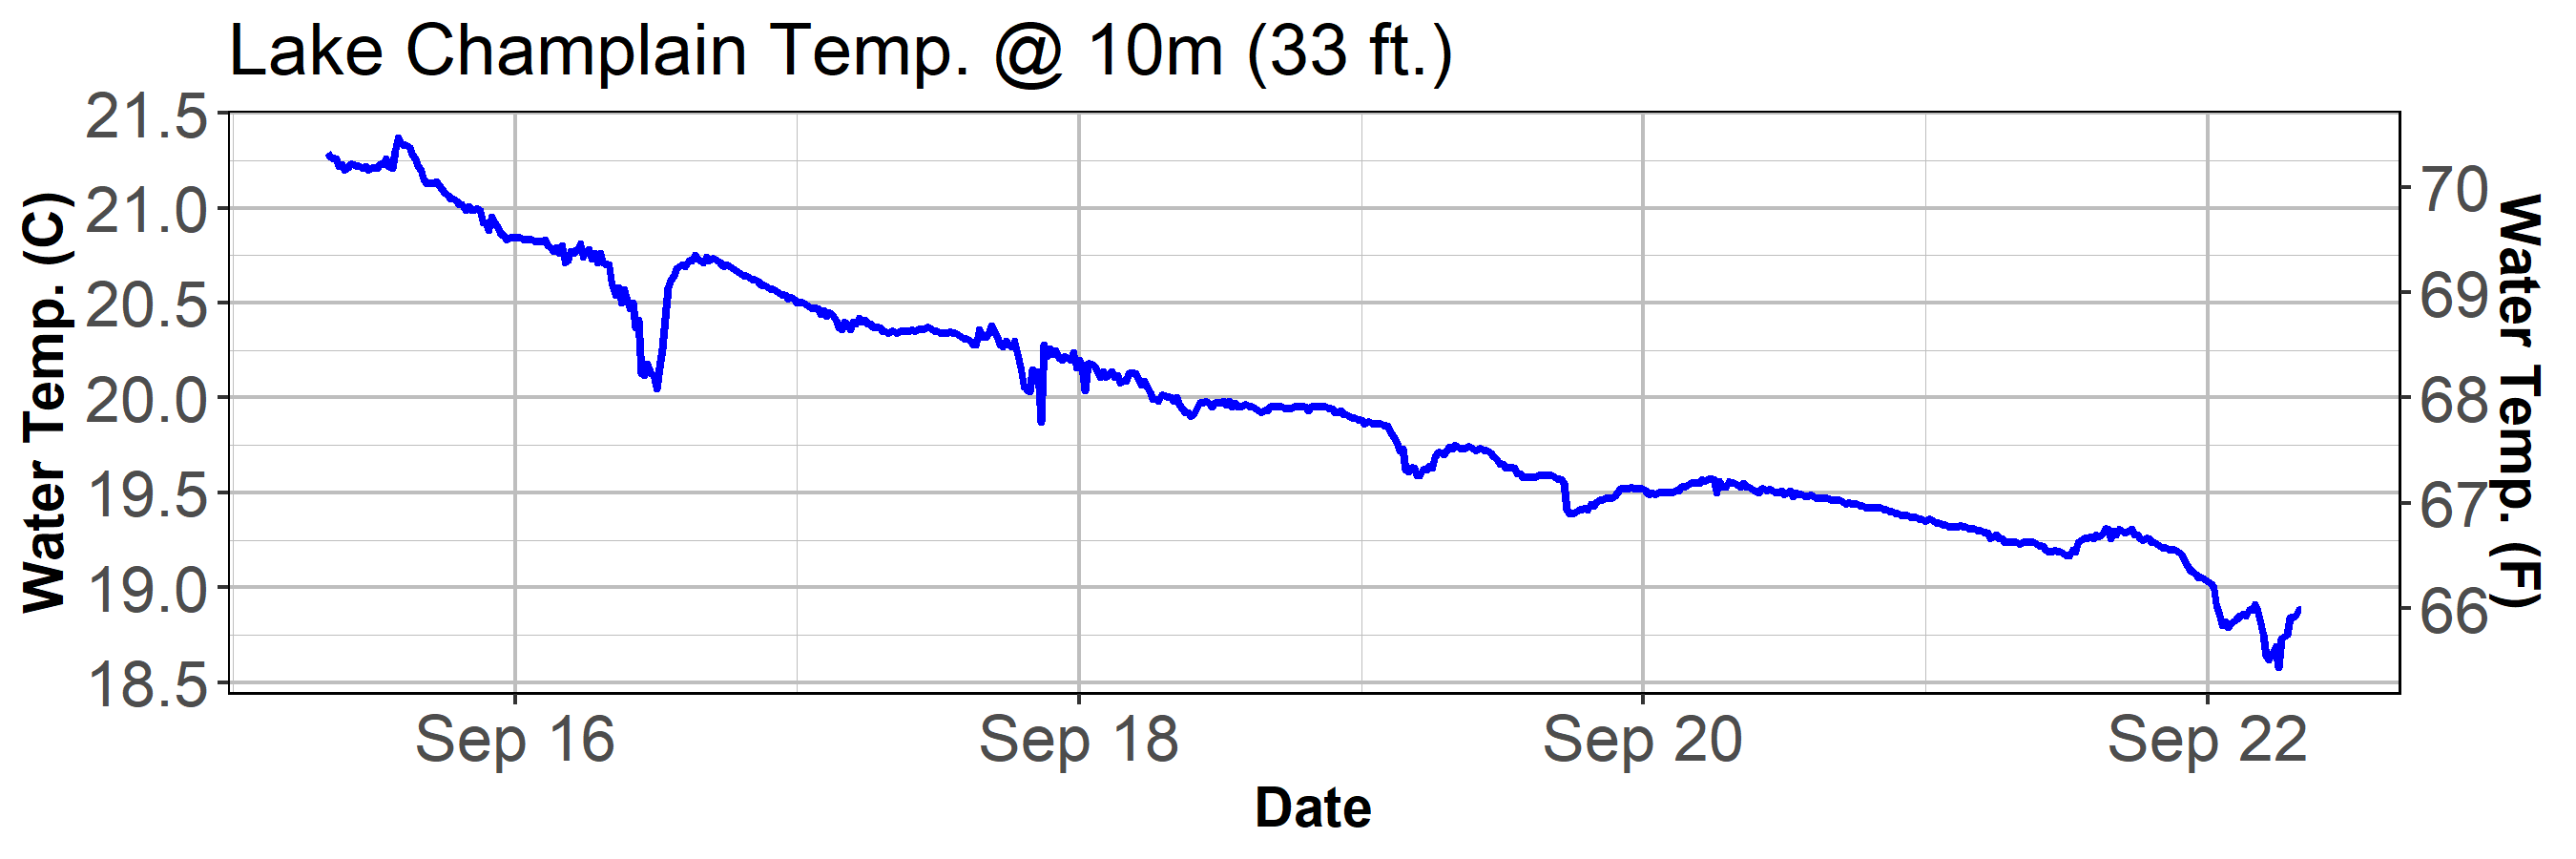 Lake Champlain Temp. @ 10m (33 ft.)
Water Temp. (C)
21.5
21.0
20.5
20.0
19.5
19.0
18.5
70
69
68
67
66
Water Temp. (F)
Sep 16
Sep 18
Sep 20
Sep 22
Date